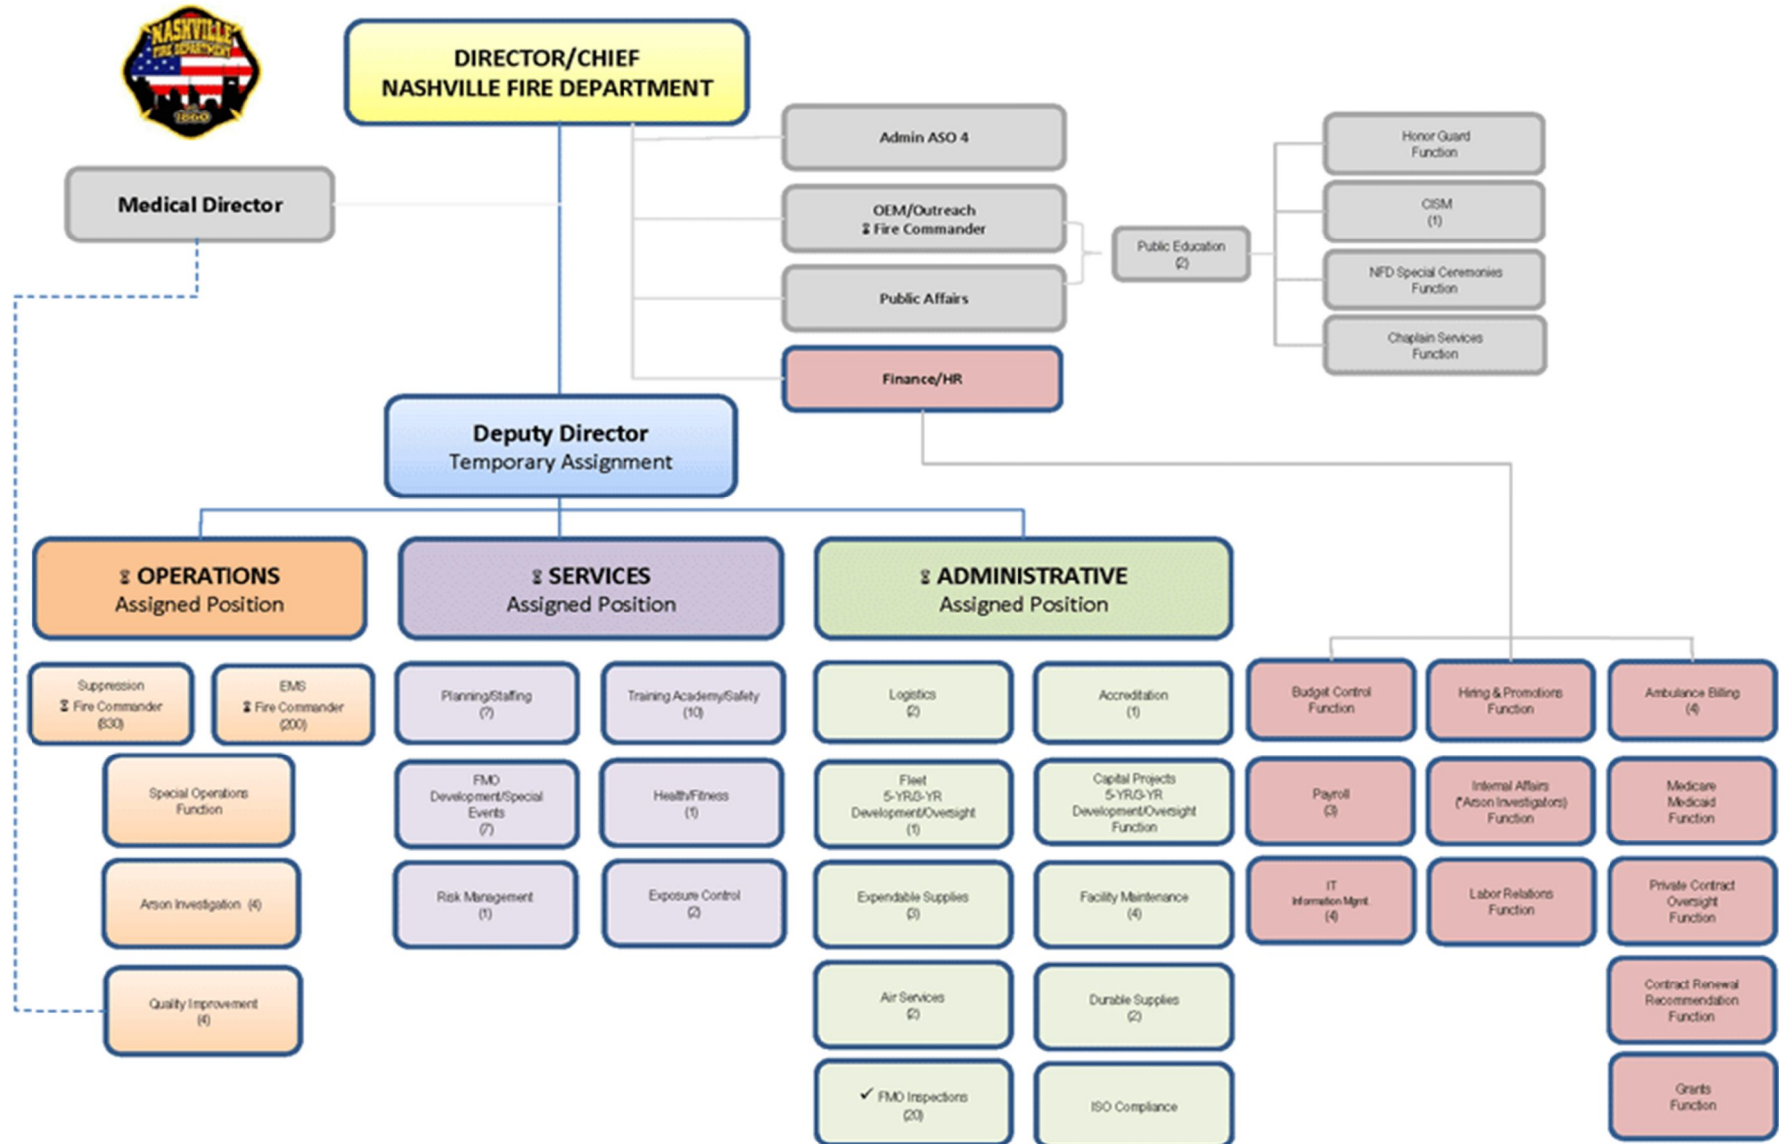 NASHVILLE
FIRE DEPARTMENT
1860
DIRECTOR/CHIEF
NASHVILLE FIRE DEPARTMENT
Medical Director
Admin ASO 4
OEM/Outreach
Fire Commander
Public Affairs
Finance/HR
Public Education
(2)
Honor Guard
Function
CISM
(1)
NFD Special Ceremonies
Function
Chaplain Services
Function
Deputy Director
Temporary Assignment
OPERATIONS
Assigned Position
SERVICES
Assigned Position
ADMINISTRATIVE
Assigned Position
Suppression
Fire Commander
(830)
EMS
Fire Commander
(200)
Special Operations
Function
Arson Investigation (4)
Quality Improvement
(4)
Planning/Staffing
(7)
Training Academy/Safety
(10)
FMO
Development/Special
Events
(7)
Health/Fitness
(1)
Risk Management
(1)
Exposure Control
(2)
Logistics
(2)
Accreditation
(1)
Fleet
5-YR/3-YR
Development/Oversight
(1)
Capital Projects
5-YR/3-YR
Development/Oversight
Function
Expendable Supplies
(3)
Facility Maintenance
(4)
Air Services
(2)
Durable Supplies
(2)
✓ FMO Inspections
(20)
ISO Compliance
Budget Control
Function
Hiring & Promotions
Function
Ambulance Billing
(4)
Payroll
(3)
Internal Affairs
(*Arson Investigators)
Function
Medicare
Medicaid
Function
IT
Information Mgmt.
(4)
Labor Relations
Function
Private Contract
Oversight
Function
Contract Renewal
Recommendation
Function
Grants
Function